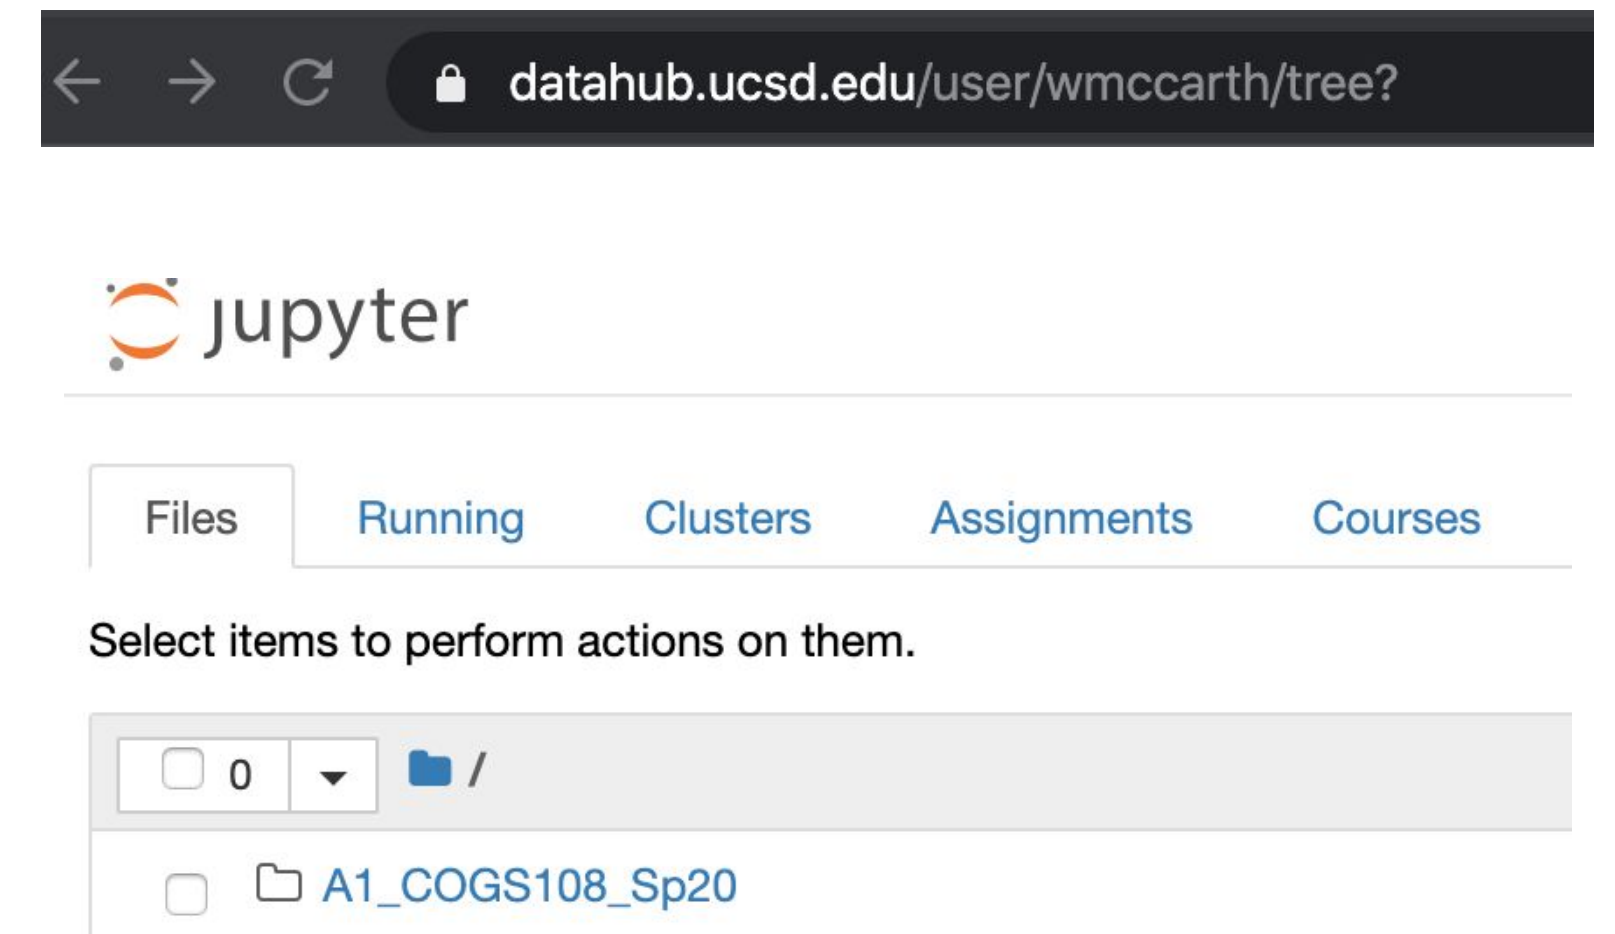 datahub.ucsd.edu/user/wmccarth/tree?
jupyter
Files Running Clusters Assignments Courses
Select items to perform actions on them.
0 /
A1_COGS108_Sp20